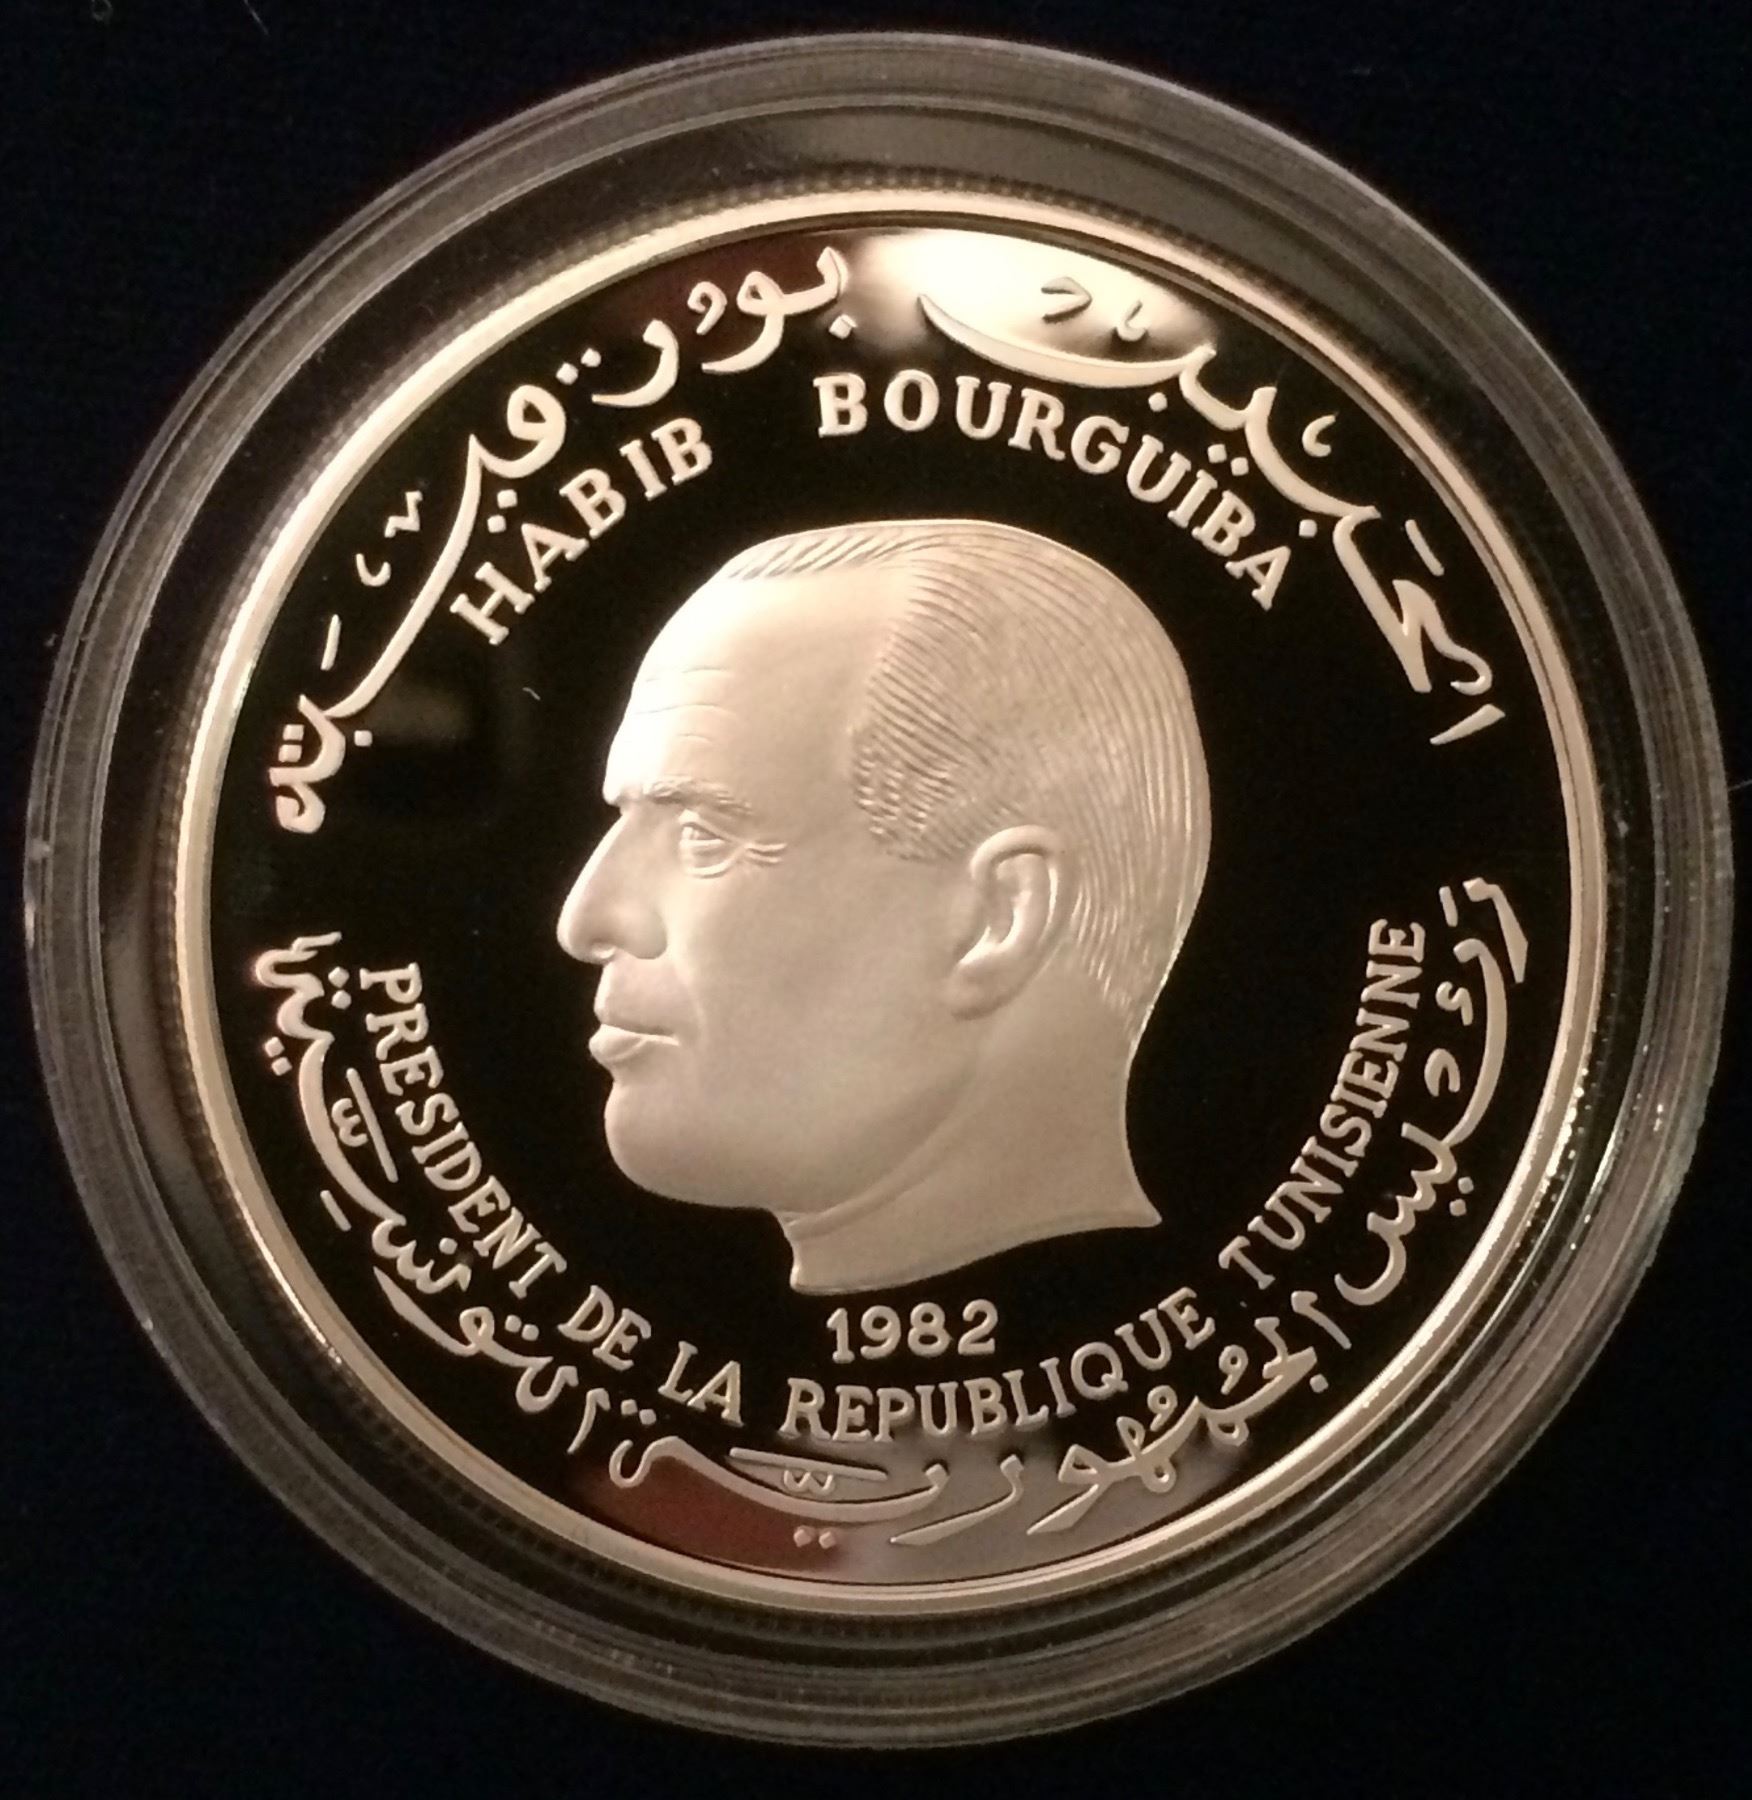 الحبيب بورقيبة
HABIB BOURGUIBA
1982
PRESIDENT DE LA REPUBLIQUE TUNISIENNE
رئيس الجمهورية التونسية